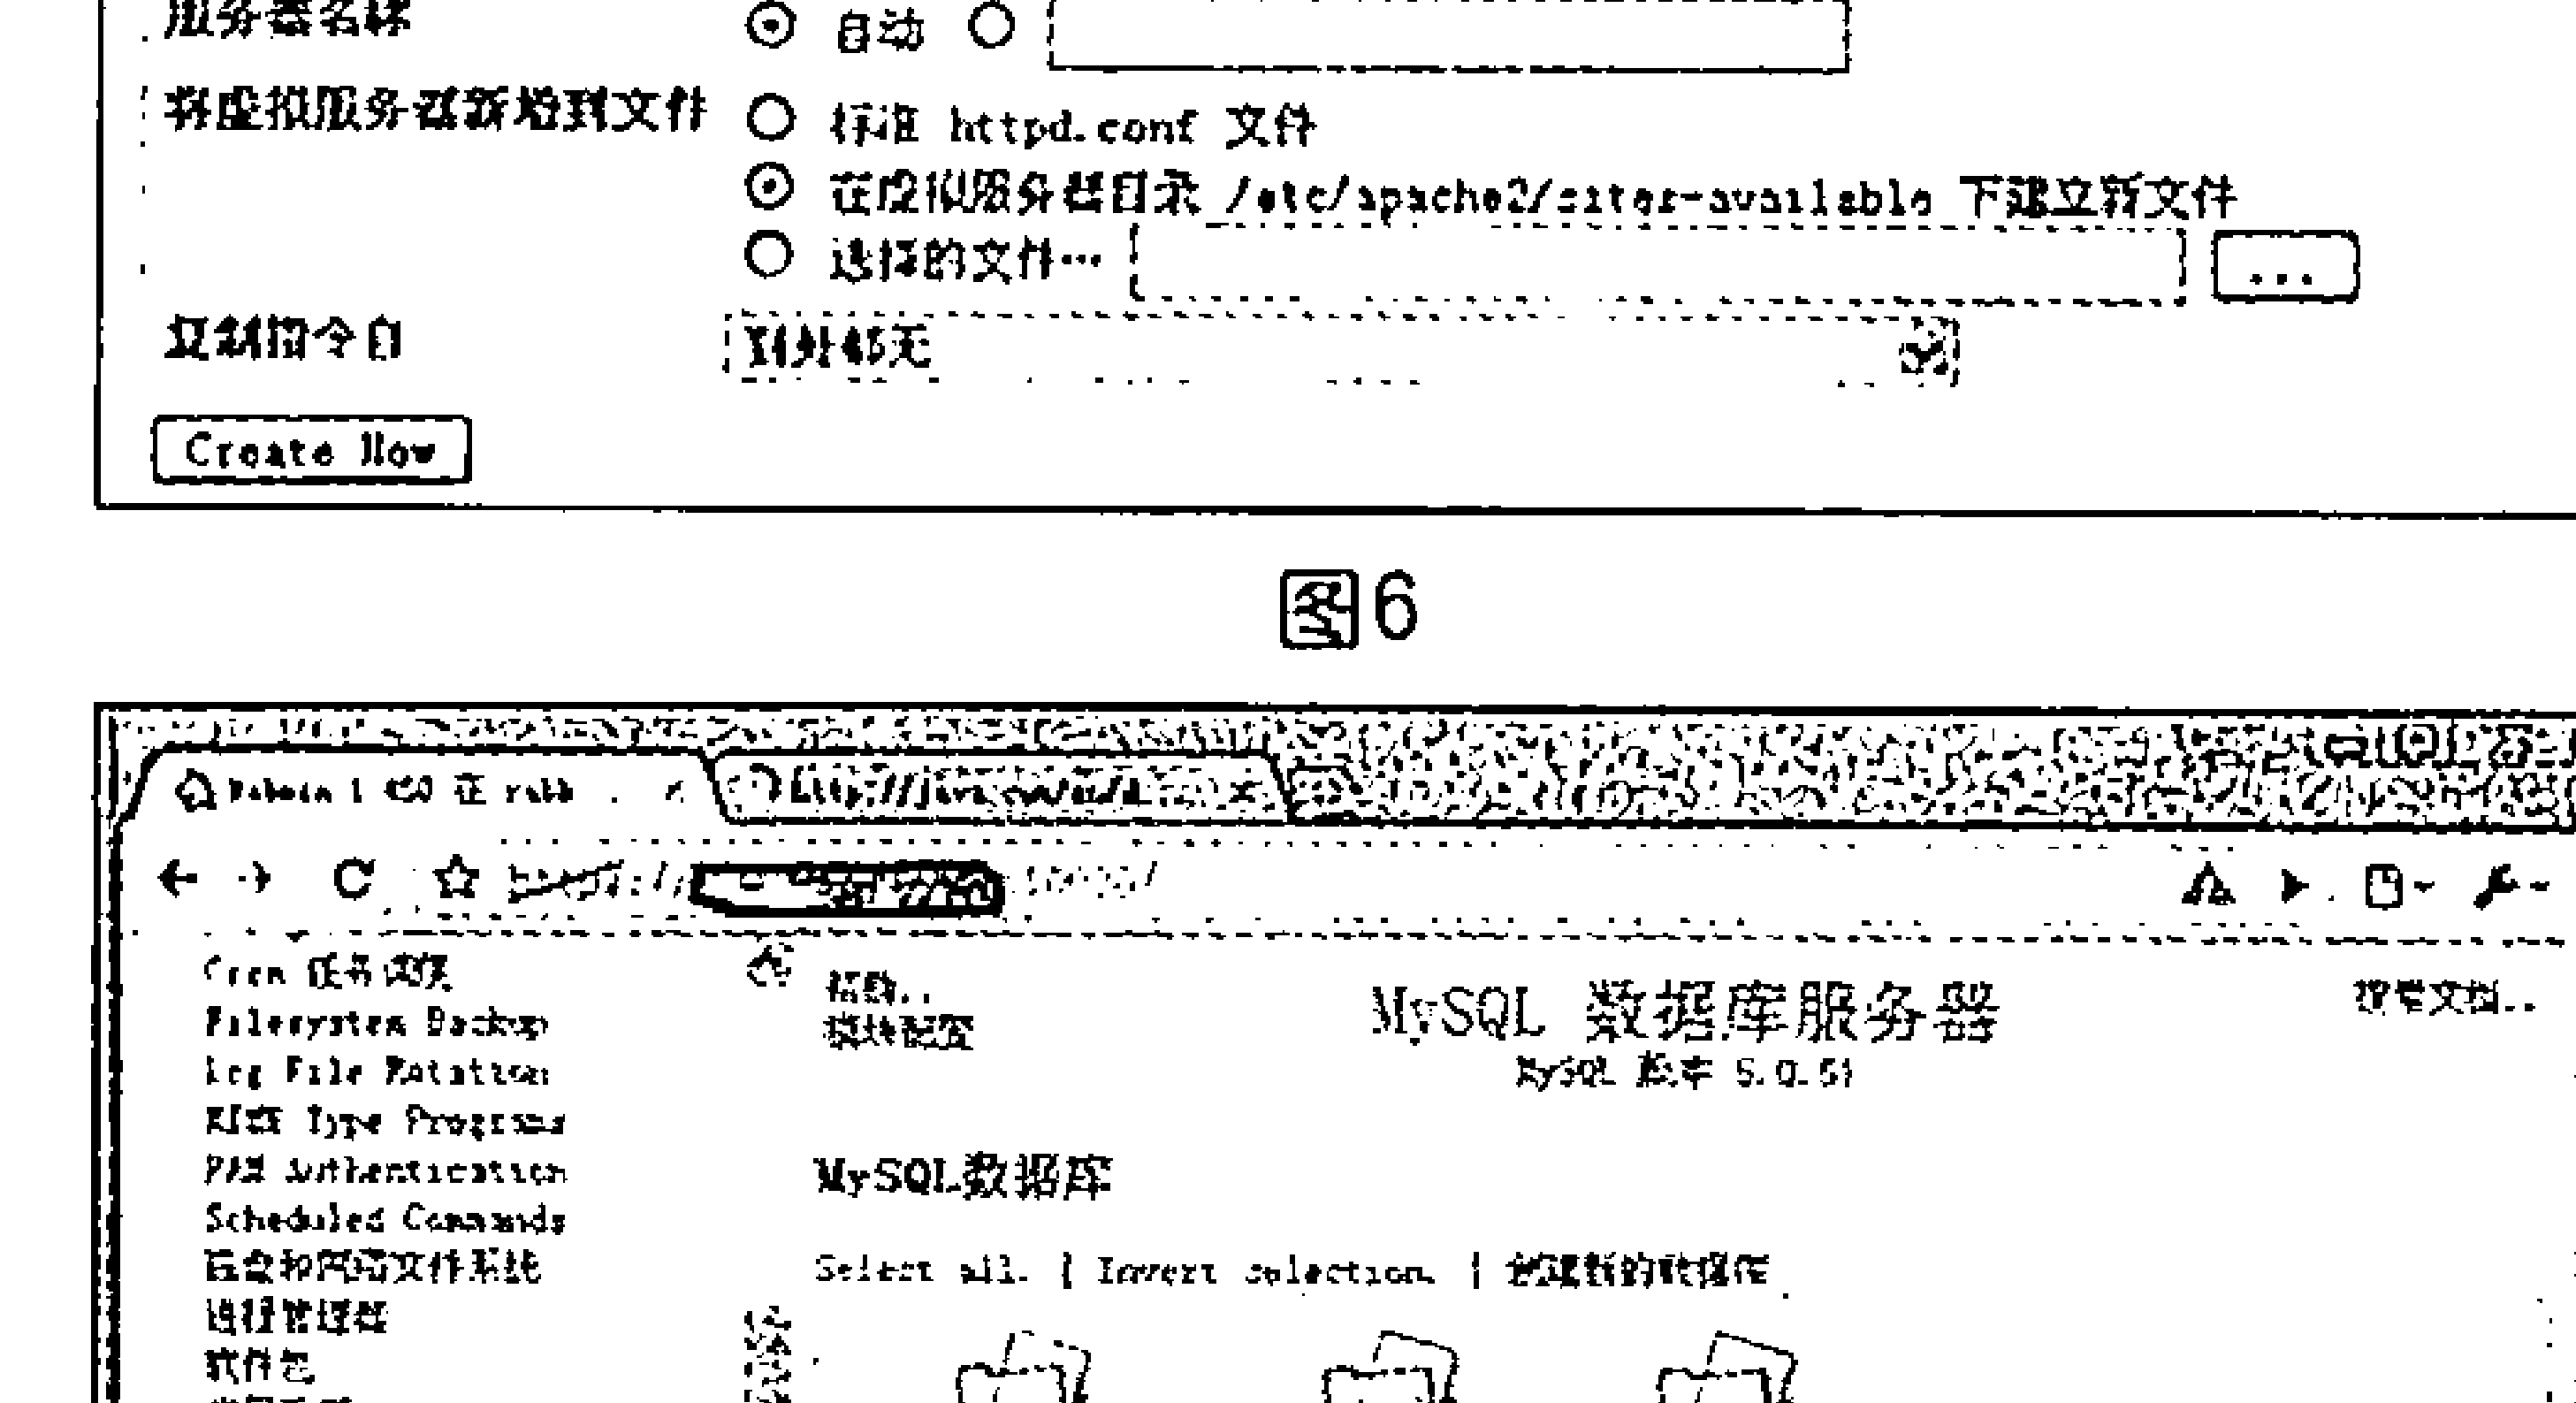 服务器名称 自动
将虚拟服务器添加到文件 标准 httpd.conf 文件
在虚拟服务器目录 /etc/apache2/sites-available 下建立新文件
选择的文件… ...
复制指令自
Create Now
图6
Cron 任务调度
帮助..
模块配置
MySQL 数据库服务器
MySQL 版本 5.0.51
搜索文档..
Filesystem Backup
Log File Rotation
MIME Type Programs
PAM Authentication
Scheduled Commands
磁盘和网络文件系统
进程管理器
软件包
MySQL数据库
Select all. | Invert selection. | 创建新的数据库